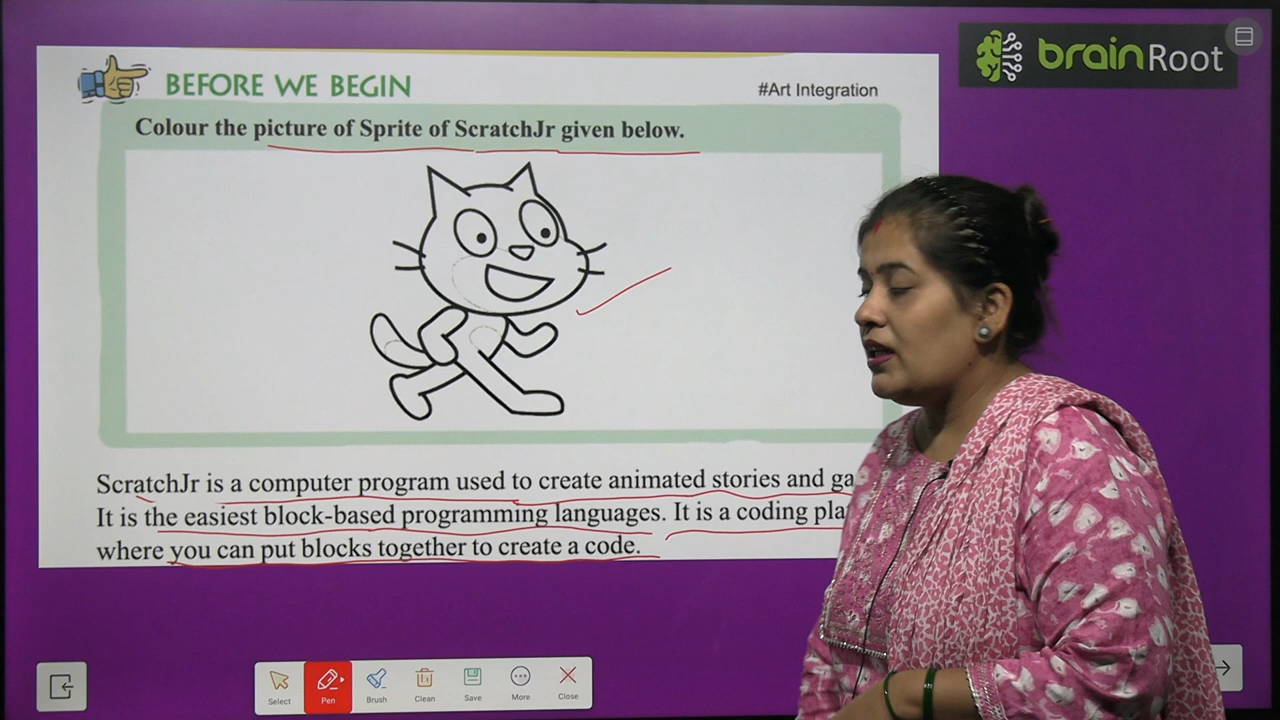 BEFORE WE BEGIN
#Art Integration
brainRoot
Colour the picture of Sprite of ScratchJr given below.
ScratchJr is a computer program used to create animated stories and ga
It is the easiest block-based programming languages. It is a coding pla
where you can put blocks together to create a code.
Select
Pen
Brush
Clean
Save
More
Close